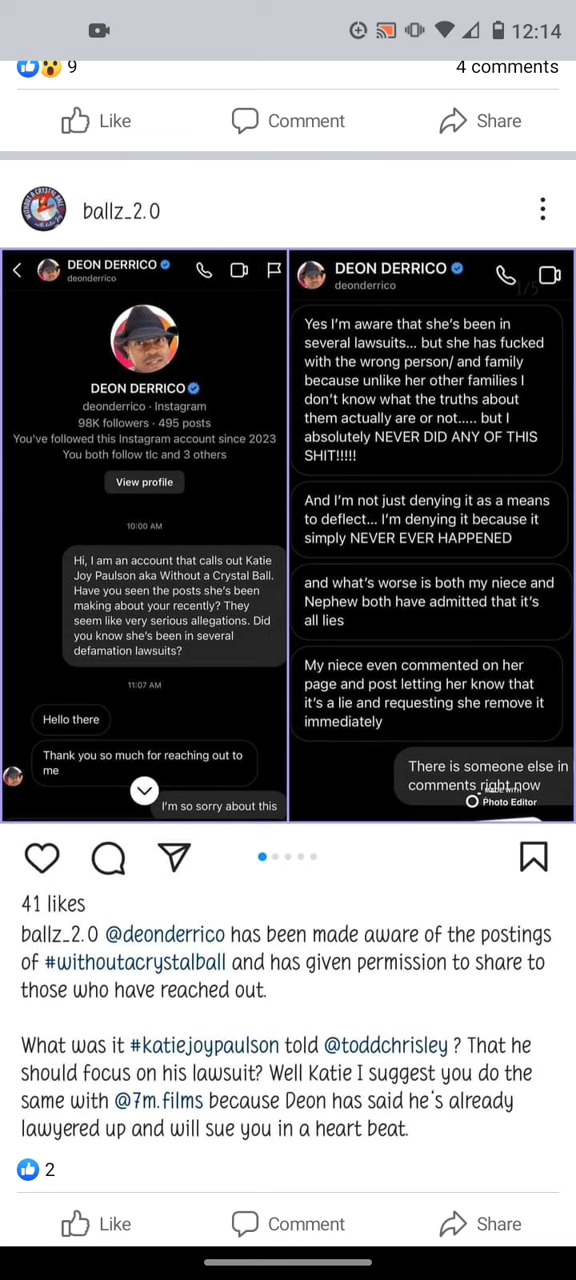 12:14
9
4 comments
Like
Comment
Share
ballz_2.0
DEON DERRICO
deonderrico
DEON DERRICO
deonderrico · Instagram
98K followers · 495 posts
You've followed this Instagram account since 2023
You both follow tlc and 3 others
View profile
10:00 AM
Hi, I am an account that calls out Katie
Joy Paulson aka Without a Crystal Ball.
Have you seen the posts she's been
making about your recently? They
seem like very serious allegations. Did
you know she's been in several
defamation lawsuits?
11:07 AM
Hello there
Thank you so much for reaching out to
me
I'm so sorry about this
DEON DERRICO
deonderrico
1/5
Yes I'm aware that she's been in
several lawsuits... but she has fucked
with the wrong person/ and family
because unlike her other families I
don't know what the truths about
them actually are or not..... but I
absolutely NEVER DID ANY OF THIS
SHIT!!!!!
And I'm not just denying it as a means
to deflect... I'm denying it because it
simply NEVER EVER HAPPENED
and what's worse is both my niece and
Nephew both have admitted that it's
all lies
My niece even commented on her
page and post letting her know that
it's a lie and requesting she remove it
immediately
There is someone else in
comments right now
MADE WITH
Photo Editor
41 likes
ballz_2.0 @deonderrico has been made aware of the postings
of #withoutacrystalball and has given permission to share to
those who have reached out.
What was it #katiejoypaulson told @toddchrisley ? That he
should focus on his lawsuit? Well Katie I suggest you do the
same with @7m.films because Deon has said he's already
lawyered up and will sue you in a heart beat.
2
Like
Comment
Share